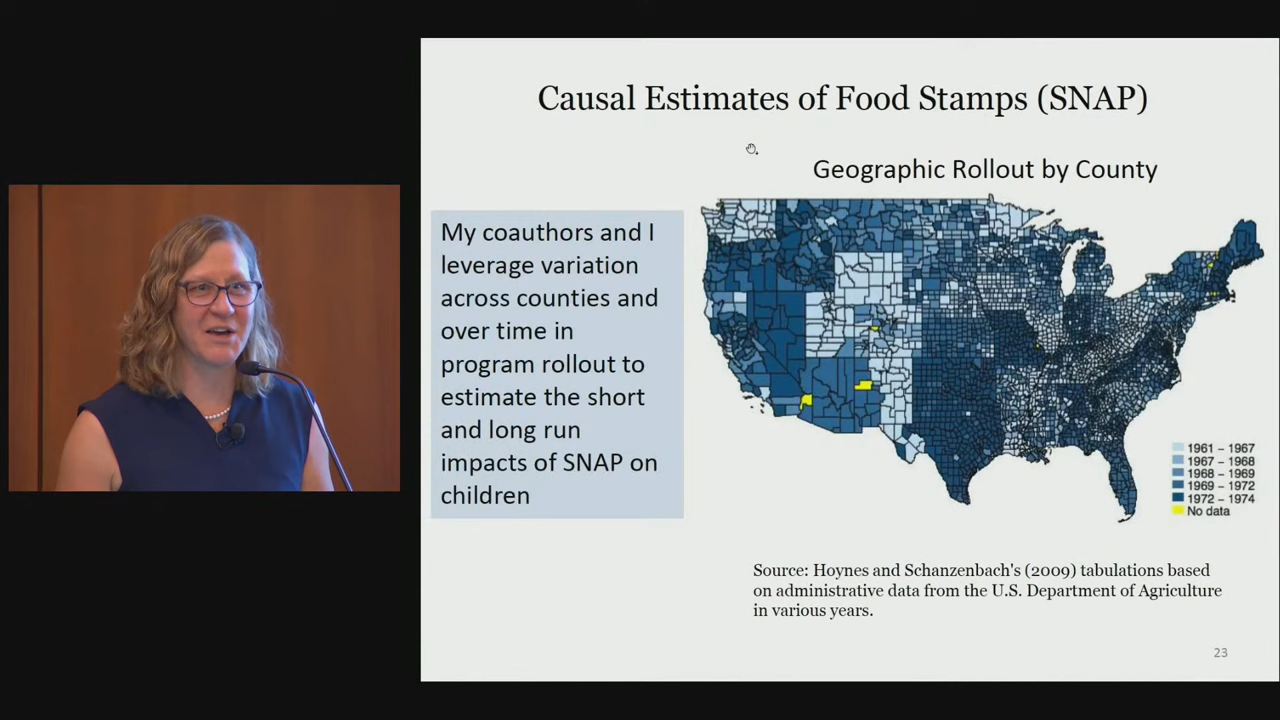 Causal Estimates of Food Stamps (SNAP)
Geographic Rollout by County
My coauthors and I
leverage variation
across counties and
over time in
program rollout to
estimate the short
and long run
impacts of SNAP on
children
1961 – 1967
1967 – 1968
1968 – 1969
1969 – 1972
1972 – 1974
No data
Source: Hoynes and Schanzenbach's (2009) tabulations based
on administrative data from the U.S. Department of Agriculture
in various years.
23